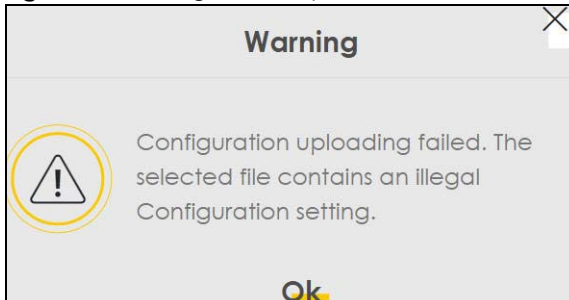 Warning
Configuration uploading failed. The
selected file contains an illegal
Configuration setting.
Ok